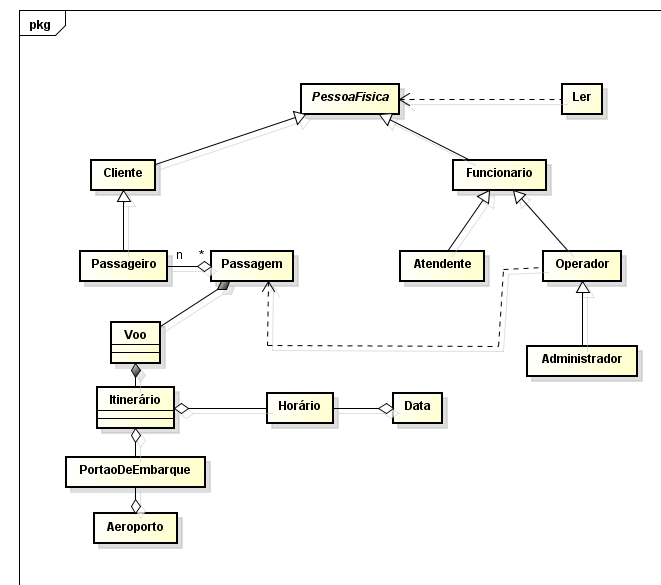 pkg
PessoaFisica
Ler
Cliente
Funcionario
Passageiro
n
*
Passagem
Atendente
Operador
Voo
Administrador
Itinerário
Horário
Data
PortaoDeEmbarque
Aeroporto